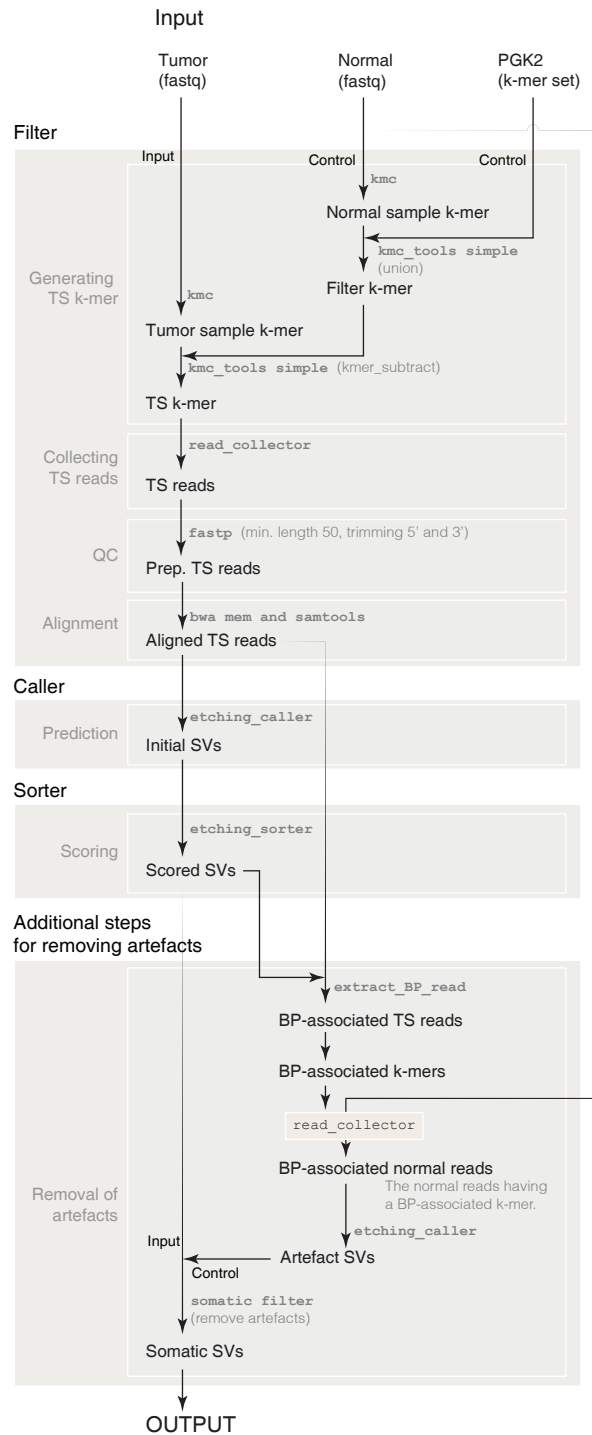 Input
Tumor
(fastq)
Normal
(fastq)
PGK2
(k-mer set)
Filter
Input
Control
Control
kmc
Normal sample k-mer
kmc_tools simple
(union)
Generating
TS k-mer
Filter k-mer
kmc
Tumor sample k-mer
kmc_tools simple (kmer_subtract)
TS k-mer
Collecting
TS reads
read_collector
TS reads
QC
fastp (min. length 50, trimming 5’ and 3’)
Prep. TS reads
Alignment
bwa mem and samtools
Aligned TS reads
Caller
Prediction
etching_caller
Initial SVs
Sorter
Scoring
etching_sorter
Scored SVs
Additional steps
for removing artefacts
extract_BP_read
BP-associated TS reads
BP-associated k-mers
read_collector
BP-associated normal reads
The normal reads having
a BP-associated k-mer.
Removal of
artefacts
etching_caller
Input
Artefact SVs
Control
somatic filter
(remove artefacts)
Somatic SVs
OUTPUT